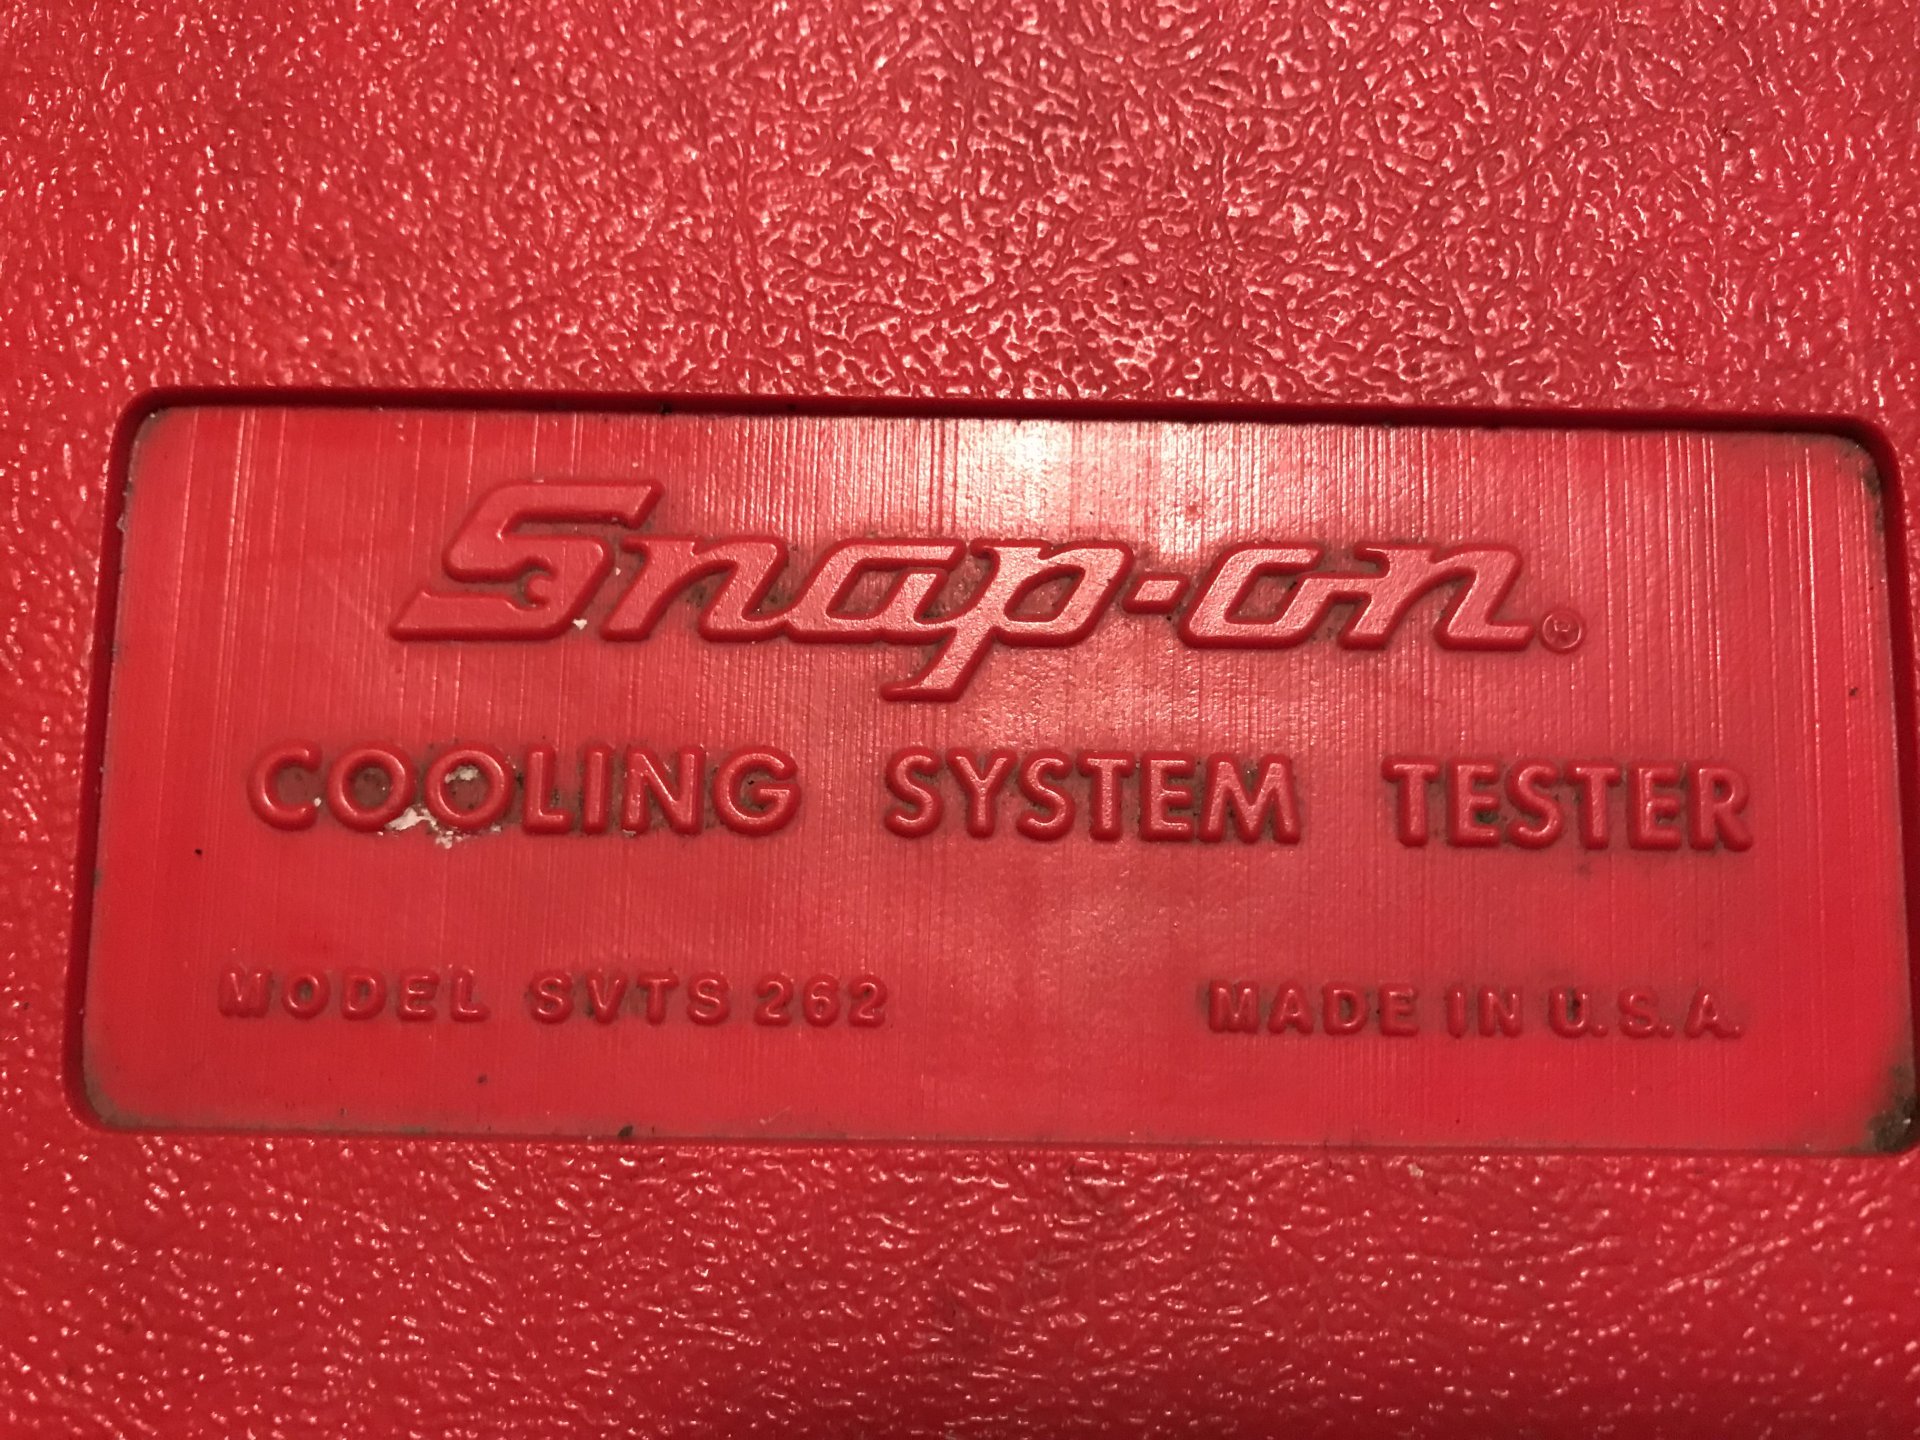 Snap-on®
COOLING SYSTEM TESTER
MODEL SVTS 262 MADE IN U.S.A.